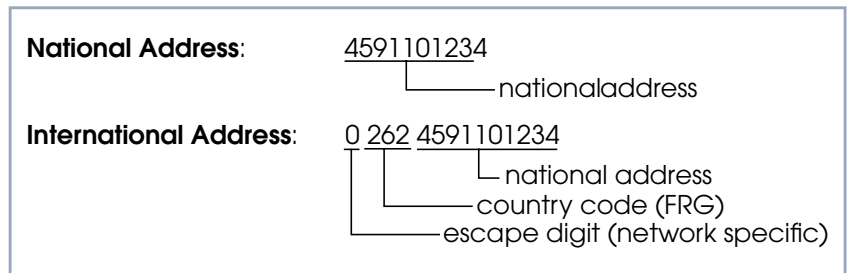 National Address: 4591101234
nationaladdress
International Address: 0 262 4591101234
national address
country code (FRG)
escape digit (network specific)